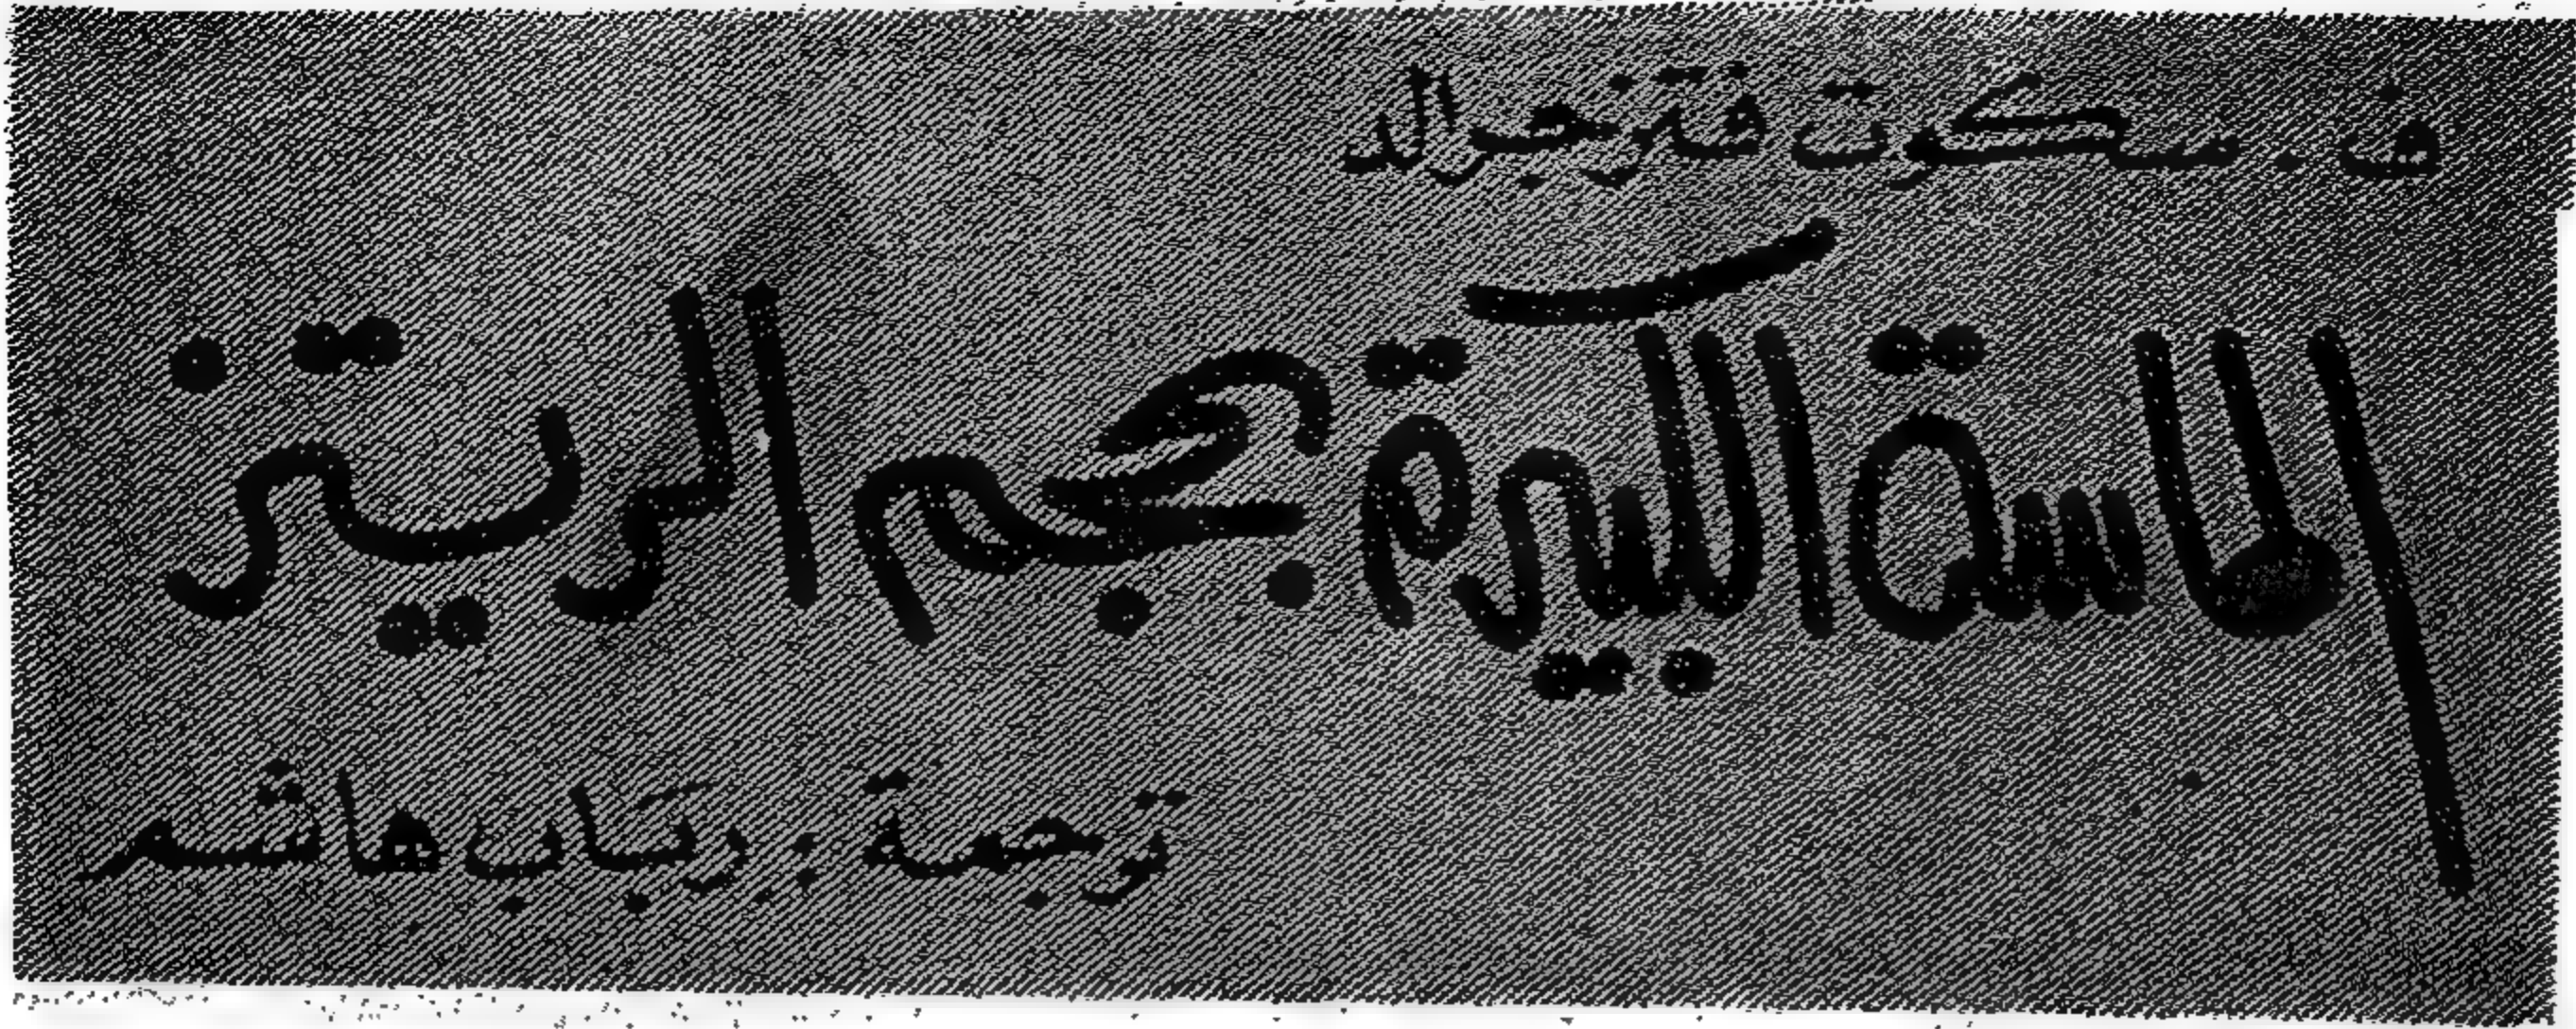 ف. سكوت فتزجرالد
الماسة الكبيرة بحجم الريتز
ترجمة : رباب هاشم